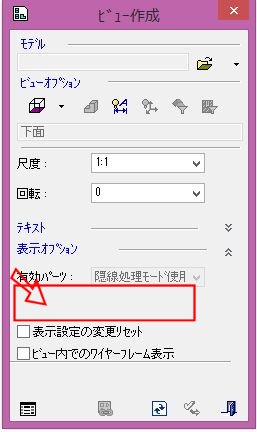 ﾋﾞｭｰ作成
ﾓﾃﾞﾙ
ﾋﾞｭｰｵﾌﾟｼｮﾝ
下面
尺度：
1:1
回転：
0
ﾃｷｽﾄ
表示ｵﾌﾟｼｮﾝ
有効ﾊﾟｰﾂ：
隠線処理ﾓｰﾄﾞ使用
表示設定の変更ﾘｾｯﾄ
ﾋﾞｭｰ内でのﾜｲﾔｰﾌﾚｰﾑ表示